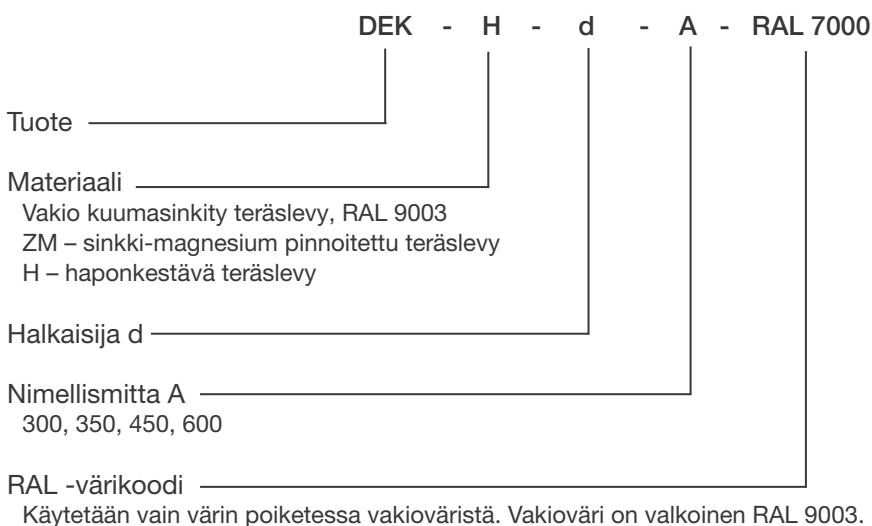 DEK - H - d - A - RAL 7000
Tuote
Materiaali
Vakio kuumasinkity teräslevy, RAL 9003
ZM – sinkki-magnesium pinnoitettu teräslevy
H – haponkestävä teräslevy
Halkaisija d
Nimellismitta A
300, 350, 450, 600
RAL -värikoodi
Käytetään vain värin poiketessa vakioväristä. Vakioväri on valkoinen RAL 9003.